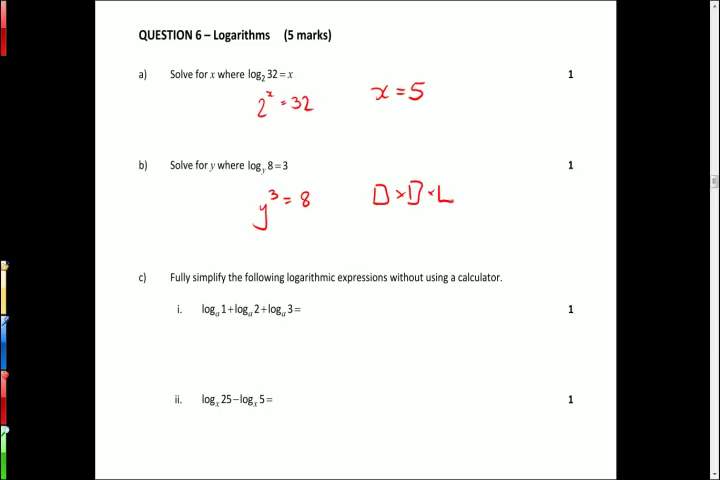 QUESTION 6 – Logarithms (5 marks)
a) Solve for x where log₂ 32 = x 1
2ˣ = 32 x = 5
b) Solve for y where logᵧ 8 = 3 1
y³ = 8
c) Fully simplify the following logarithmic expressions without using a calculator.
i. logₐ 1 + logₐ 2 + logₐ 3 = 1
ii. logₓ 25 – logₓ 5 = 1